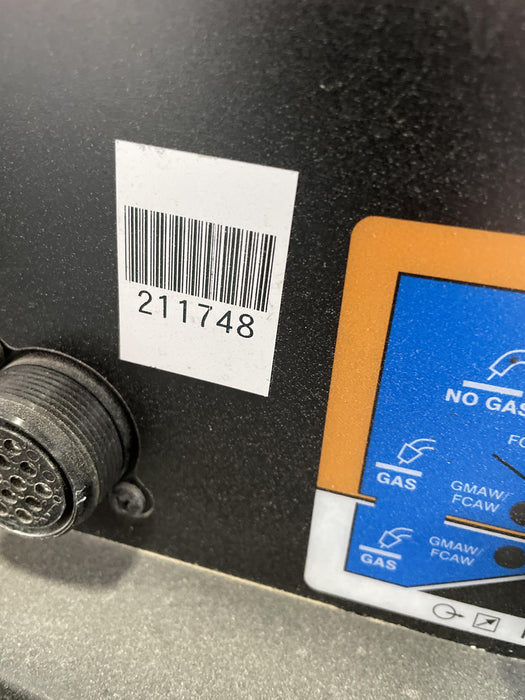 211748
NO GAS
GAS
GMAW/
FCAW
GAS
GMAW/
FCAW